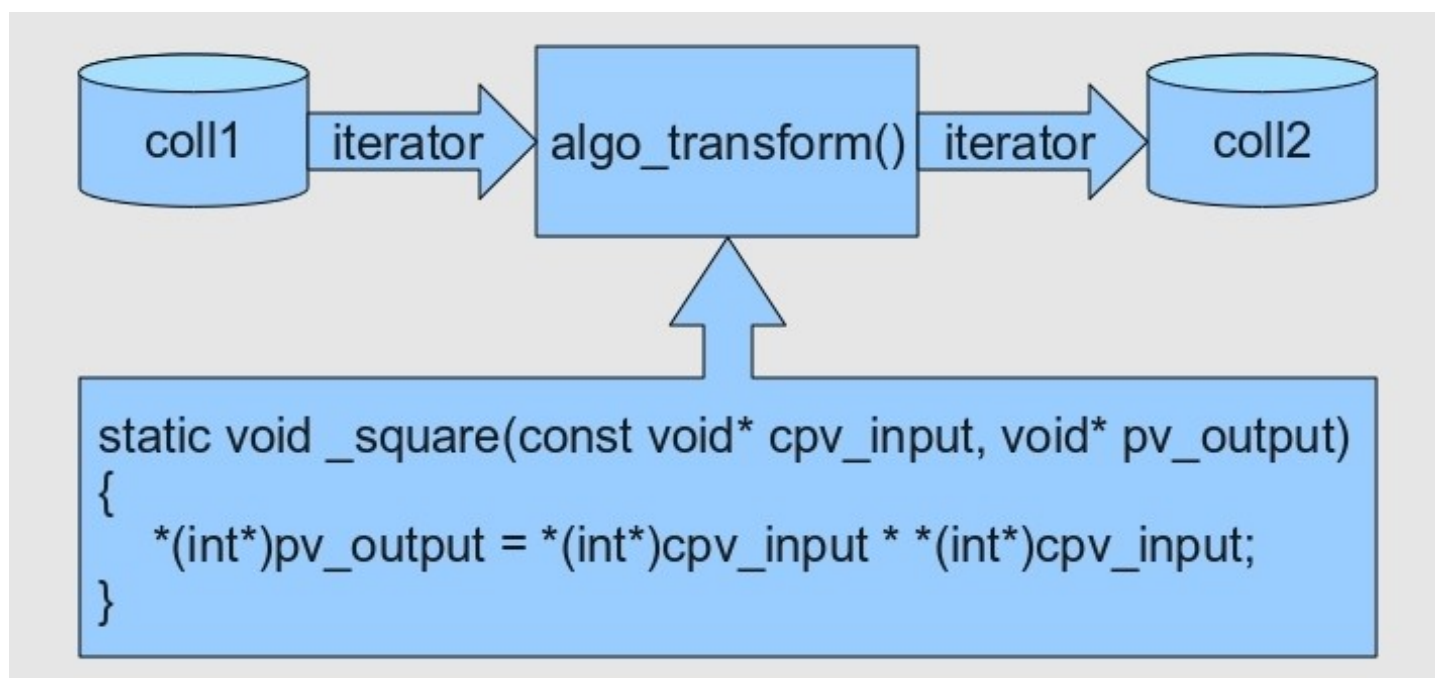 coll1
iterator
algo_transform()
iterator
coll2
static void _square(const void* cpv_input, void* pv_output)
{
*(int*)pv_output = *(int*)cpv_input * *(int*)cpv_input;
}